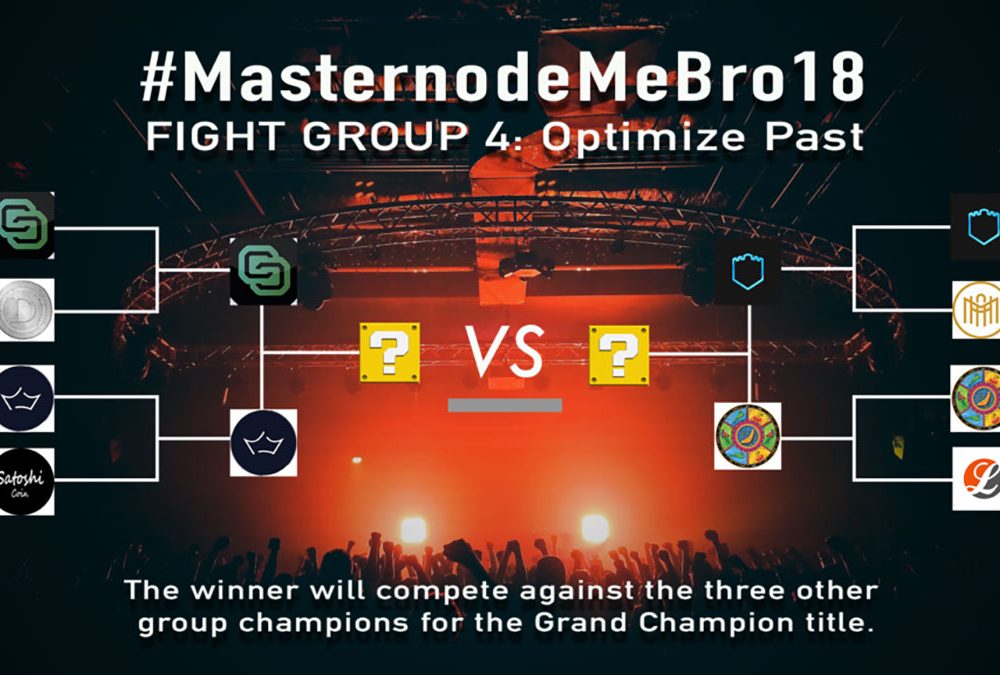 #MasternodeMeBro18
FIGHT GROUP 4: Optimize Past
D
?
VS
?
Satoshi
Coin
L
The winner will compete against the three other
group champions for the Grand Champion title.